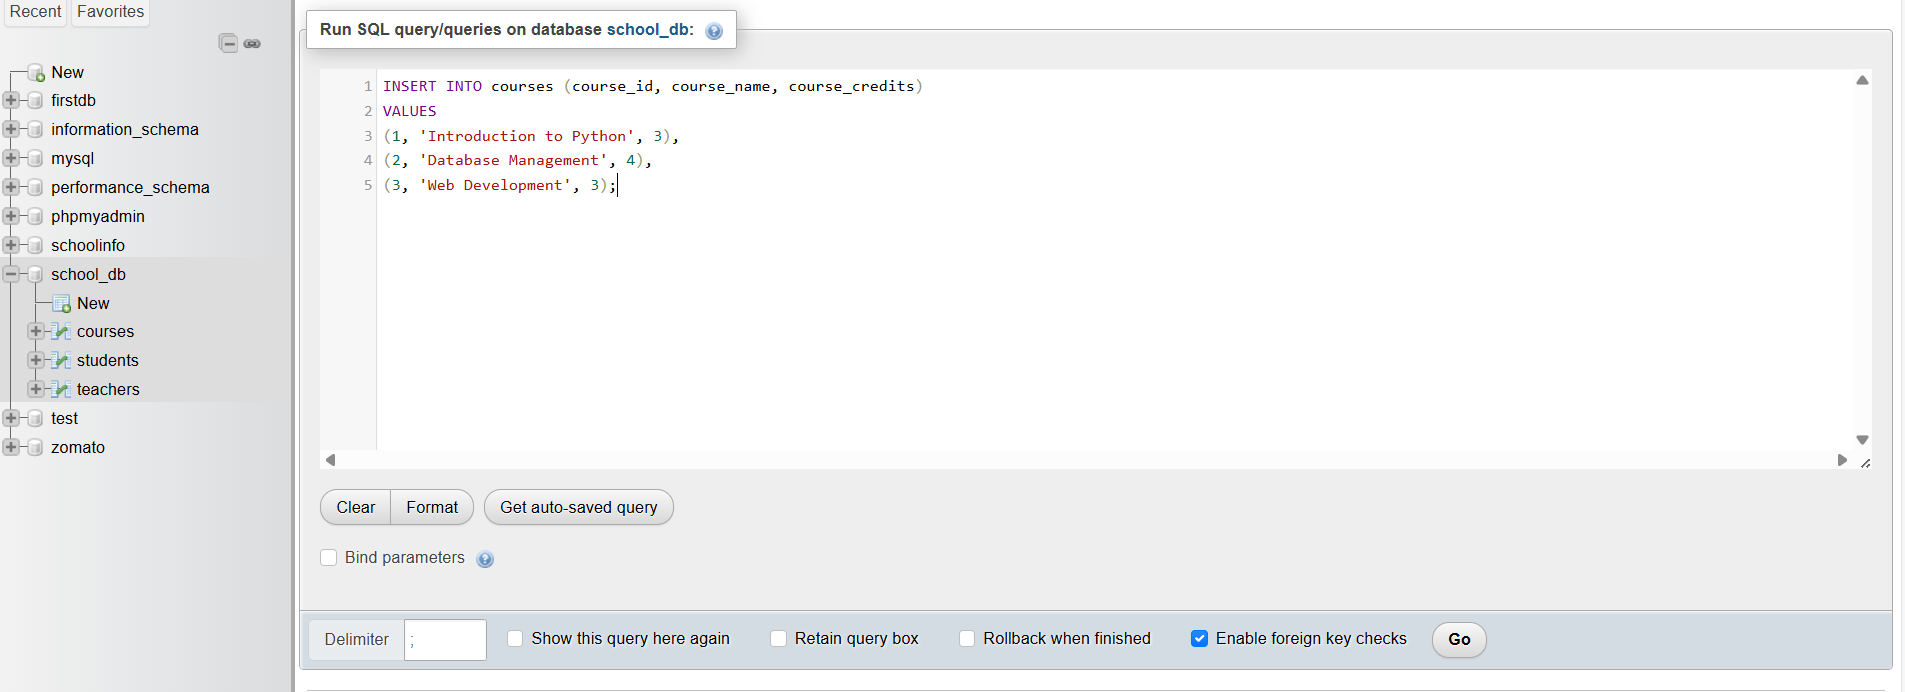 Recent Favorites
New
firstdb
information_schema
mysql
performance_schema
phpmyadmin
schoolinfo
school_db
New
courses
students
teachers
test
zomato
Run SQL query/queries on database school_db:
1 INSERT INTO courses (course_id, course_name, course_credits)
2 VALUES
3 (1, 'Introduction to Python', 3),
4 (2, 'Database Management', 4),
5 (3, 'Web Development', 3);
Clear Format Get auto-saved query
Bind parameters
Delimiter ; Show this query here again Retain query box Rollback when finished Enable foreign key checks Go